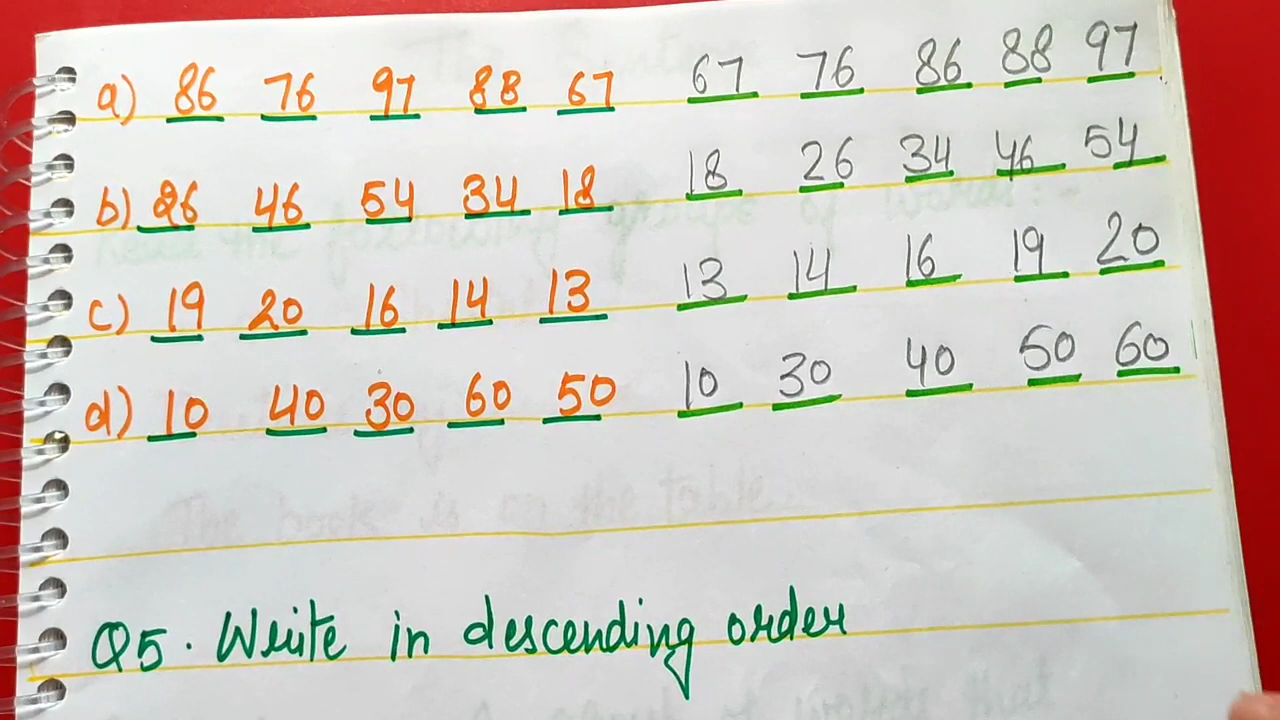 a) 86 76 97 88 67 67 76 86 88 97
b) 26 46 54 34 18 18 26 34 46 54
c) 19 20 16 14 13 13 14 16 19 20
d) 10 40 30 60 50 10 30 40 50 60
Q5. Write in descending order